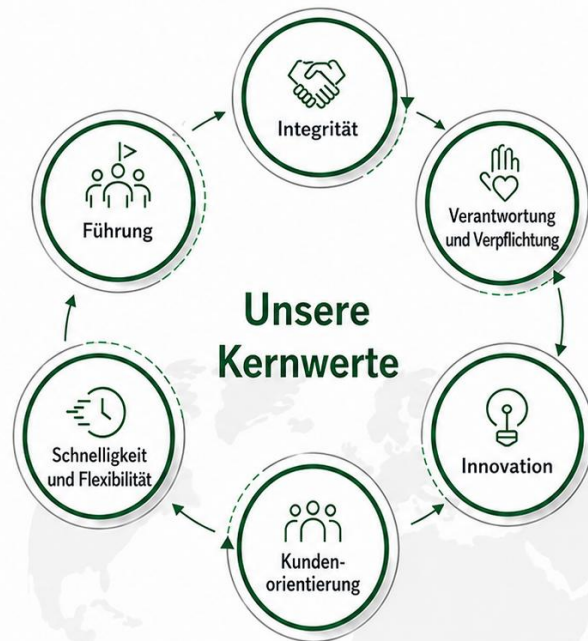 Integrität
Führung
Verantwortung
und Verpflichtung
Unsere
Kernwerte
Schnelligkeit
und Flexibilität
Innovation
Kunden-
orientierung